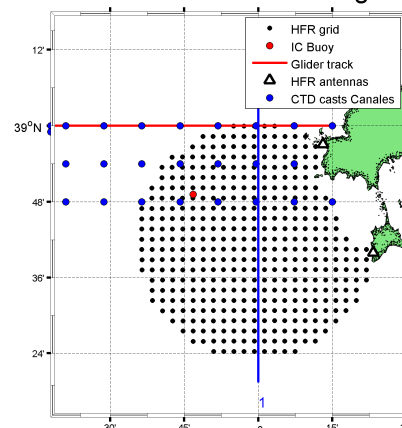 HFR grid
IC Buoy
Glider track
HFR antennas
CTD casts Canales
12'
39°N
48'
36'
24'
1
45'
15'